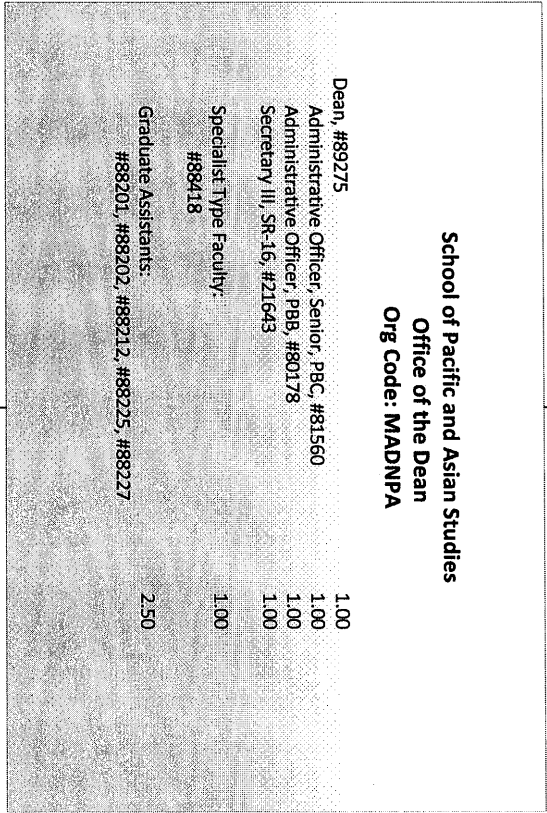 School of Pacific and Asian Studies
Office of the Dean
Org Code: MADNPA
Dean, #89275 1.00
Administrative Officer, Senior, PBC, #81560 1.00
Administrative Officer, PBB, #80178 1.00
Secretary III, SR-16, #21643 1.00
Specialist Type Faculty: 1.00
#88418
Graduate Assistants: 2.50
#88201, #88202, #88212, #88225, #88227